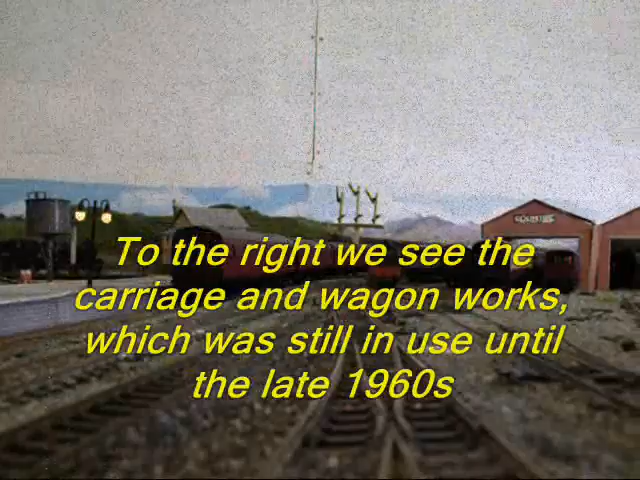 To the right we see the
carriage and wagon works,
which was still in use until
the late 1960s